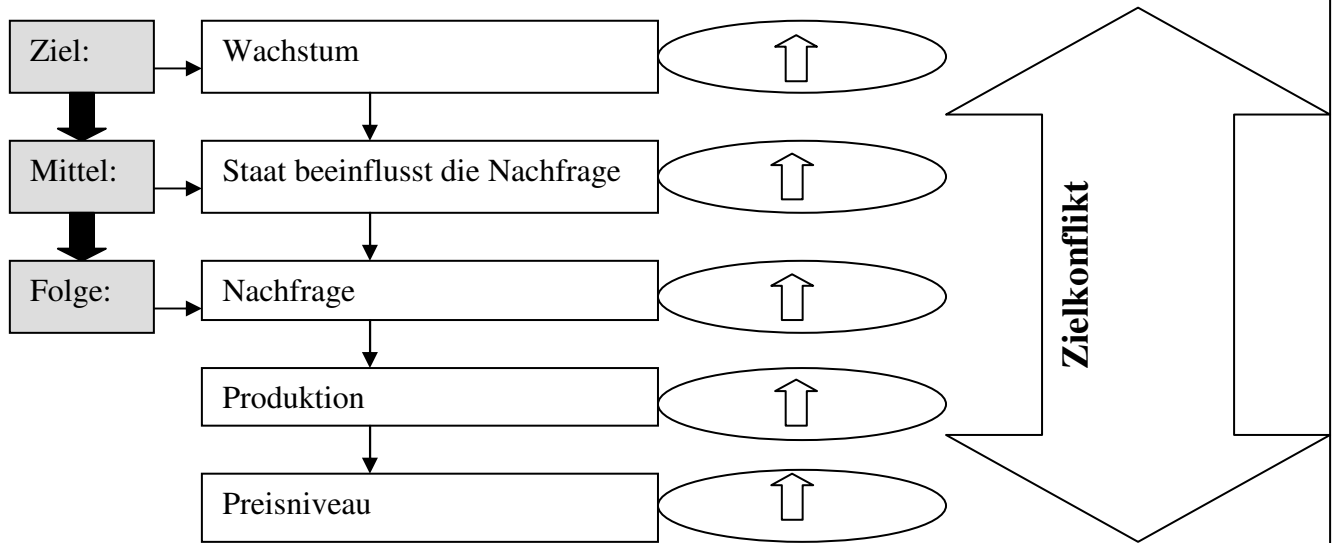 Ziel:
Wachstum
Mittel:
Staat beeinflusst die Nachfrage
Folge:
Nachfrage
Produktion
Preisniveau
Zielkonflikt